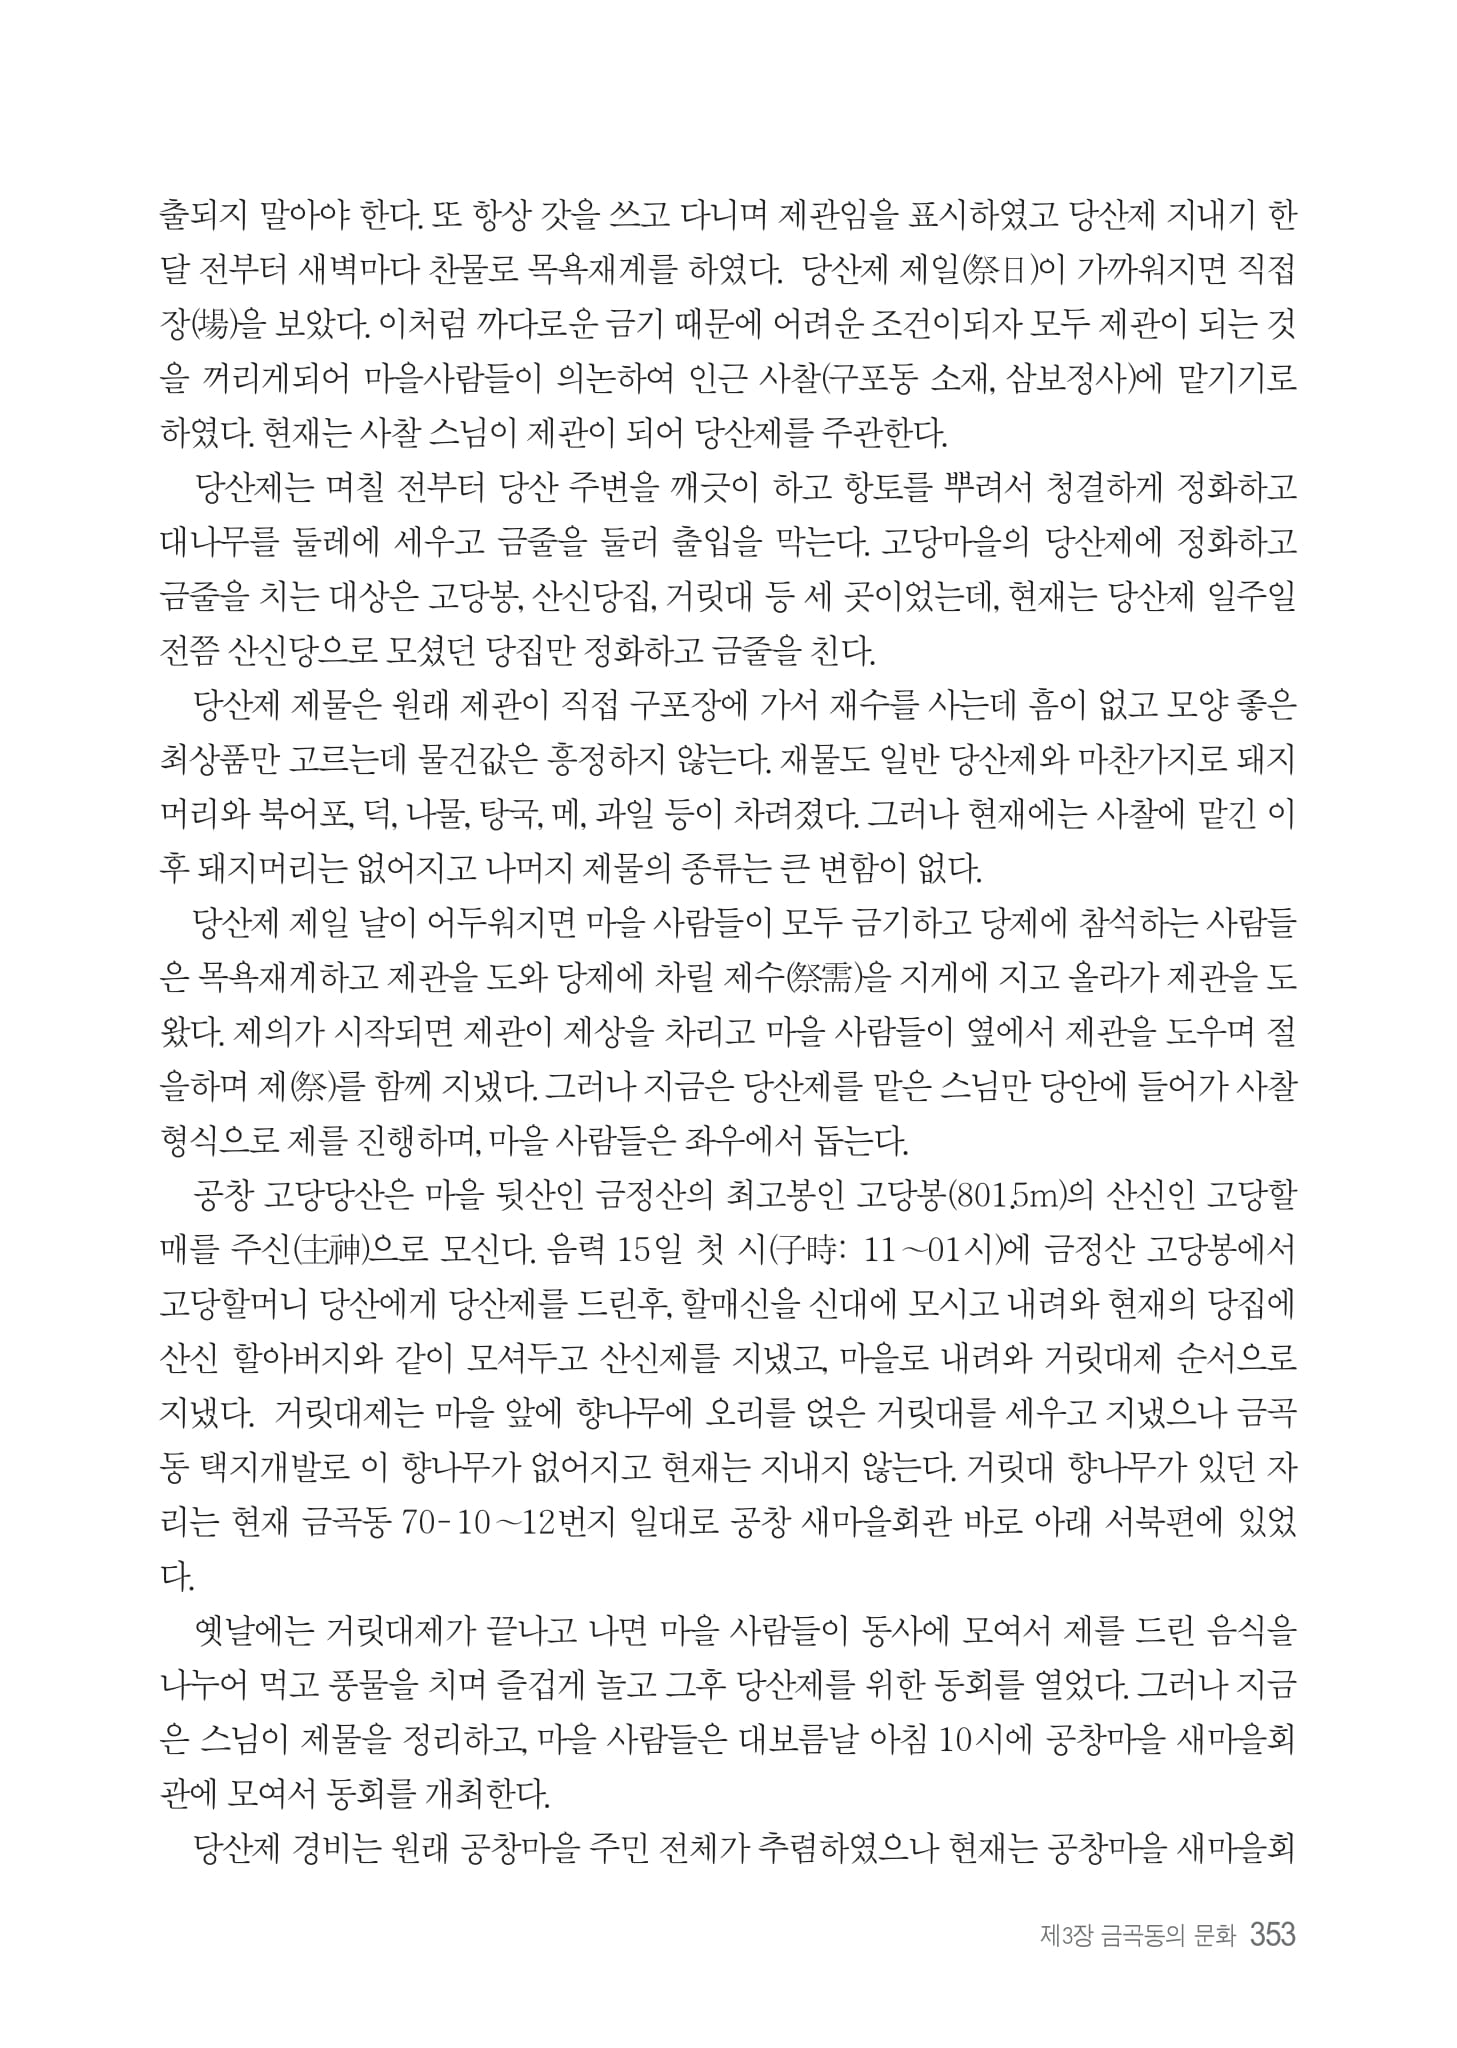 출되지 말아야 한다. 또 항상 갓을 쓰고 다니며 제관임을 표시하였고 당산제 지내기 한
달 전부터 새벽마다 찬물로 목욕재계를 하였다. 당산제 제일(祭日)이 가까워지면 직접
장(場)을 보았다. 이처럼 까다로운 금기 때문에 어려운 조건이되자 모두 제관이 되는 것
을 꺼리게되어 마을사람들이 의논하여 인근 사찰(구포동 소재, 삼보정사)에 맡기기로
하였다. 현재는 사찰 스님이 제관이 되어 당산제를 주관한다.
당산제는 며칠 전부터 당산 주변을 깨긋이 하고 항토를 뿌려서 청결하게 정화하고
대나무를 둘레에 세우고 금줄을 둘러 출입을 막는다. 고당마을의 당산제에 정화하고
금줄을 치는 대상은 고당봉, 산신당집, 거릿대 등 세 곳이었는데, 현재는 당산제 일주일
전쯤 산신당으로 모셨던 당집만 정화하고 금줄을 친다.
당산제 제물은 원래 제관이 직접 구포장에 가서 재수를 사는데 흠이 없고 모양 좋은
최상품만 고르는데 물건값은 흥정하지 않는다. 재물도 일반 당산제와 마찬가지로 돼지
머리와 북어포, 덕, 나물, 탕국, 메, 과일 등이 차려졌다. 그러나 현재에는 사찰에 맡긴 이
후 돼지머리는 없어지고 나머지 제물의 종류는 큰 변함이 없다.
당산제 제일 날이 어두워지면 마을 사람들이 모두 금기하고 당제에 참석하는 사람들
은 목욕재계하고 제관을 도와 당제에 차릴 제수(祭需)을 지게에 지고 올라가 제관을 도
왔다. 제의가 시작되면 제관이 제상을 차리고 마을 사람들이 옆에서 제관을 도우며 절
을하며 제(祭)를 함께 지냈다. 그러나 지금은 당산제를 맡은 스님만 당안에 들어가 사찰
형식으로 제를 진행하며, 마을 사람들은 좌우에서 돕는다.
공창 고당당산은 마을 뒷산인 금정산의 최고봉인 고당봉(801.5m)의 산신인 고당할
매를 주신(主神)으로 모신다. 음력 15일 첫 시(子時: 11~01시)에 금정산 고당봉에서
고당할머니 당산에게 당산제를 드린후, 할매신을 신대에 모시고 내려와 현재의 당집에
산신 할아버지와 같이 모셔두고 산신제를 지냈고, 마을로 내려와 거릿대제 순서으로
지냈다. 거릿대제는 마을 앞에 향나무에 오리를 얹은 거릿대를 세우고 지냈으나 금곡
동 택지개발로 이 향나무가 없어지고 현재는 지내지 않는다. 거릿대 향나무가 있던 자
리는 현재 금곡동 70-10~12번지 일대로 공창 새마을회관 바로 아래 서북편에 있었
다.
옛날에는 거릿대제가 끝나고 나면 마을 사람들이 동사에 모여서 제를 드린 음식을
나누어 먹고 풍물을 치며 즐겁게 놀고 그후 당산제를 위한 동회를 열었다. 그러나 지금
은 스님이 제물을 정리하고, 마을 사람들은 대보름날 아침 10시에 공창마을 새마을회
관에 모여서 동회를 개최한다.
당산제 경비는 원래 공창마을 주민 전체가 추렴하였으나 현재는 공창마을 새마을회
제3장 금곡동의 문화 353